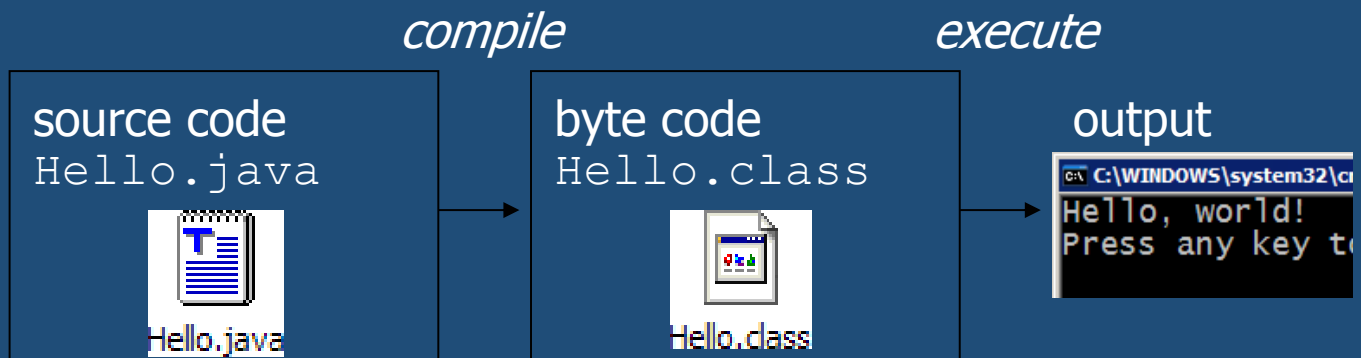 compile
execute
source code
Hello.java
Hello.java
byte code
Hello.class
Hello.class
output
C:\WINDOWS\system32\c
Hello, world!
Press any key t